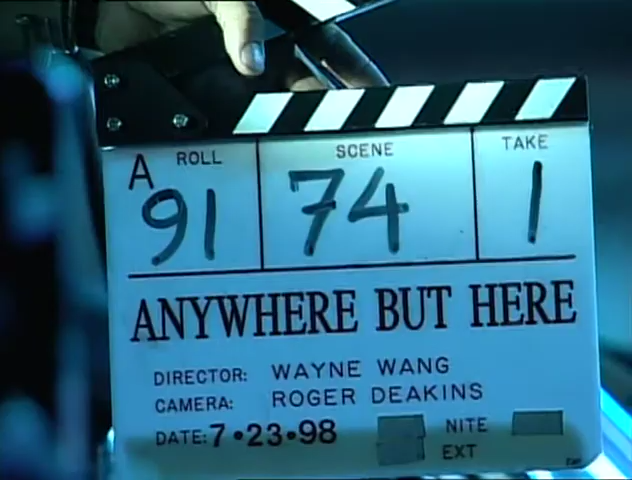 A ROLL SCENE TAKE
91 74 1
ANYWHERE BUT HERE
DIRECTOR: WAYNE WANG
CAMERA: ROGER DEAKINS
DATE: 7•23•98 NITE
EXT